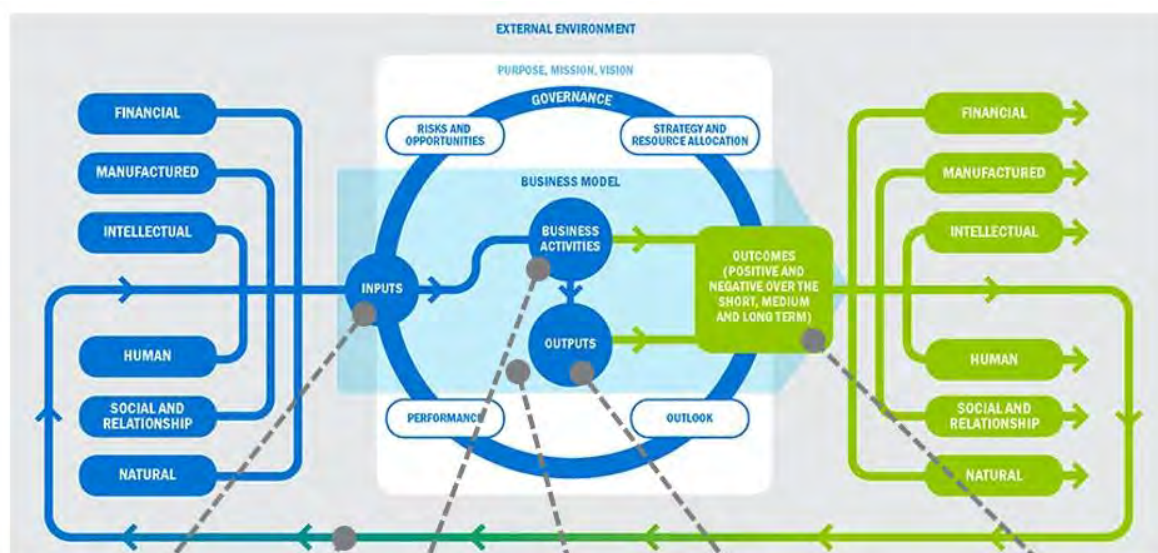 EXTERNAL ENVIRONMENT
PURPOSE, MISSION, VISION
GOVERNANCE
RISKS AND
OPPORTUNITIES
STRATEGY AND
RESOURCE ALLOCATION
FINANCIAL
MANUFACTURED
INTELLECTUAL
HUMAN
SOCIAL AND
RELATIONSHIP
NATURAL
BUSINESS MODEL
INPUTS
BUSINESS
ACTIVITIES
OUTPUTS
OUTCOMES
(POSITIVE AND
NEGATIVE OVER THE
SHORT, MEDIUM
AND LONG TERM)
PERFORMANCE
OUTLOOK
FINANCIAL
MANUFACTURED
INTELLECTUAL
HUMAN
SOCIAL AND
RELATIONSHIP
NATURAL